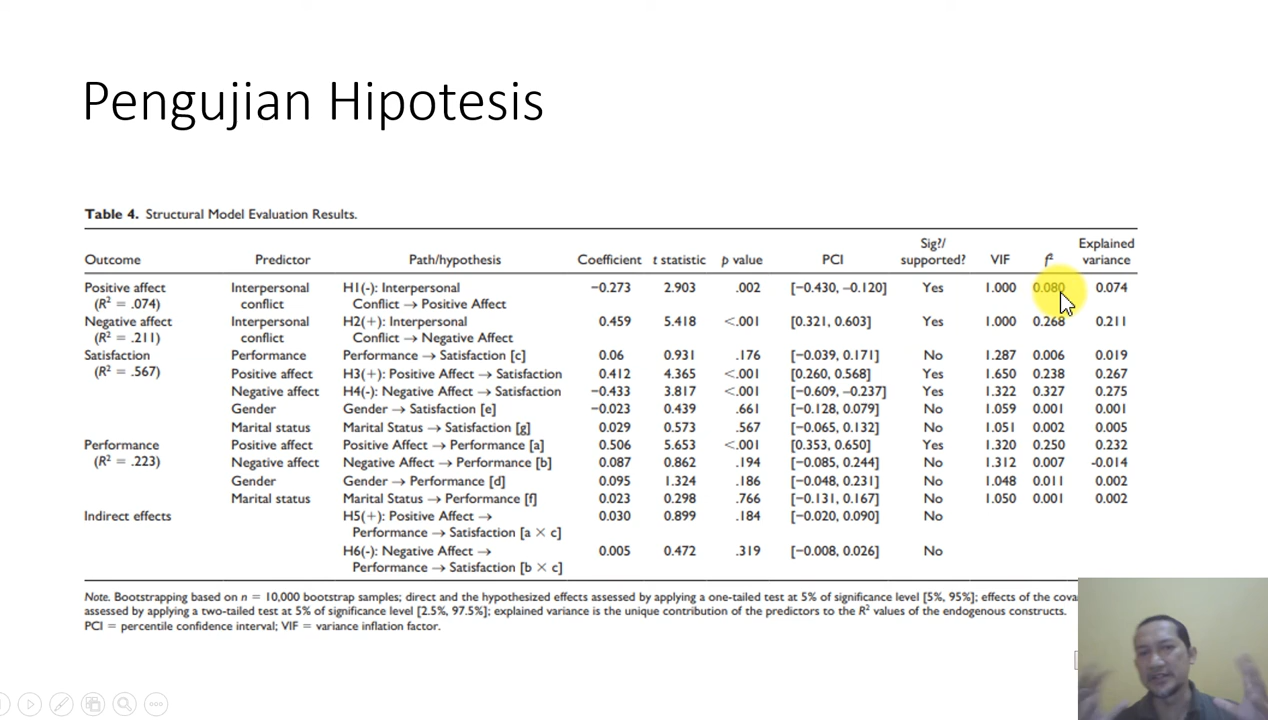 Pengujian Hipotesis
Table 4. Structural Model Evaluation Results.
Outcome Predictor Path/hypothesis Coefficient t statistic p value PCI Sig?/ supported? VIF f² Explained variance
Positive affect Interpersonal H1(-): Interpersonal −0.273 2.903 .002 [−0.430, −0.120] Yes 1.000 0.080 0.074
(R² = .074) conflict Conflict → Positive Affect
Negative affect Interpersonal H2(+): Interpersonal 0.459 5.418 <.001 [0.321, 0.603] Yes 1.000 0.268 0.211
(R² = .211) conflict Conflict → Negative Affect
Satisfaction Performance Performance → Satisfaction [c] 0.06 0.931 .176 [−0.039, 0.171] No 1.287 0.006 0.019
(R² = .567) Positive affect H3(+): Positive Affect → Satisfaction 0.412 4.365 <.001 [0.260, 0.568] Yes 1.650 0.238 0.267
Negative affect H4(-): Negative Affect → Satisfaction −0.433 3.817 <.001 [−0.609, −0.237] Yes 1.322 0.327 0.275
Gender Gender → Satisfaction [e] −0.023 0.439 .661 [−0.128, 0.079] No 1.059 0.001 0.001
Marital status Marital Status → Satisfaction [g] 0.029 0.573 .567 [−0.065, 0.132] No 1.051 0.002 0.005
Performance Positive affect Positive Affect → Performance [a] 0.506 5.653 <.001 [0.353, 0.650] Yes 1.320 0.250 0.232
(R² = .223) Negative affect Negative Affect → Performance [b] 0.087 0.862 .194 [−0.085, 0.244] No 1.312 0.007 -0.014
Gender Gender → Performance [d] 0.095 1.324 .186 [−0.048, 0.231] No 1.048 0.011 0.002
Marital status Marital Status → Performance [f] 0.023 0.298 .766 [−0.131, 0.167] No 1.050 0.001 0.002
Indirect effects H5(+): Positive Affect → 0.030 0.899 .184 [−0.020, 0.090] No
Performance → Satisfaction [a × c]
H6(-): Negative Affect → 0.005 0.472 .319 [−0.008, 0.026] No
Performance → Satisfaction [b × c]
Note. Bootstrapping based on n = 10,000 bootstrap samples; direct and the hypothesized effects assessed by applying a one-tailed test at 5% of significance level [5%, 95%]; effects of the
assessed by applying a two-tailed test at 5% of significance level [2.5%, 97.5%]; explained variance is the unique contribution of the predictors to the R² values of the endogenous constructs.
PCI = percentile confidence interval; VIF = variance inflation factor.